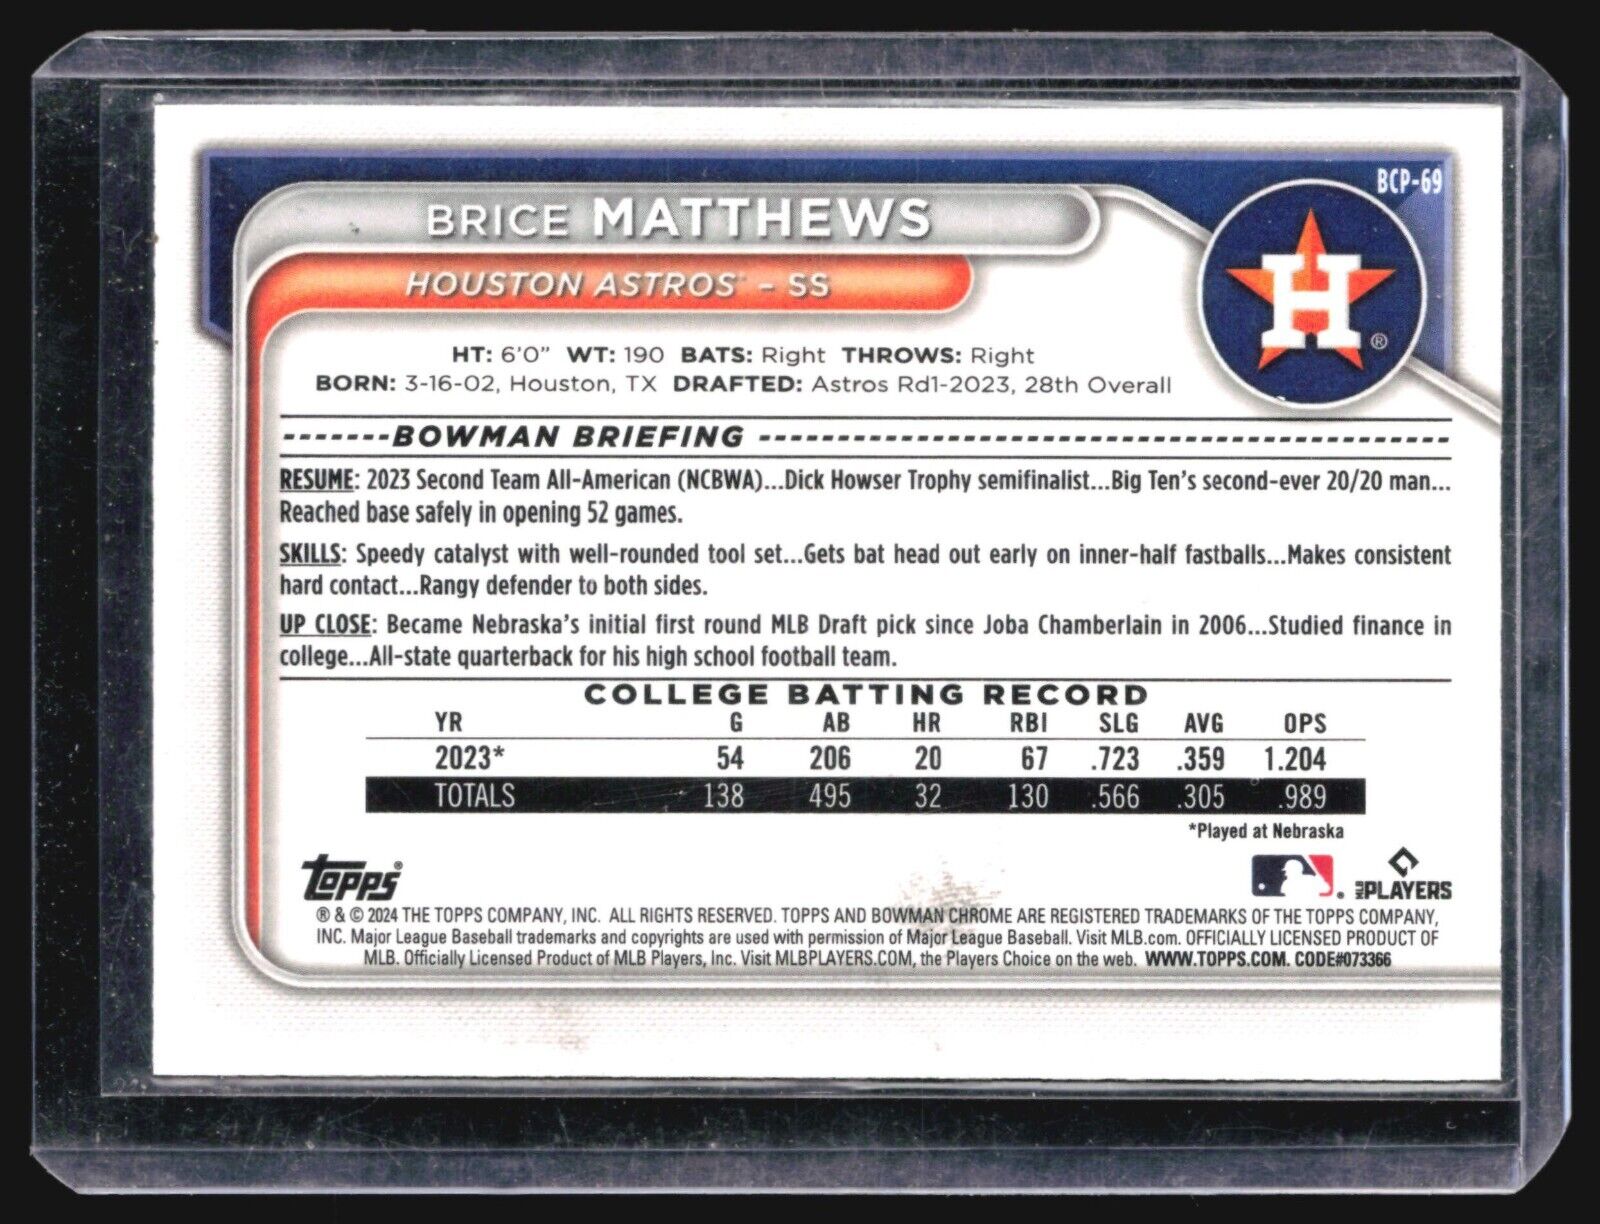 BCP-69
BRICE MATTHEWS
HOUSTON ASTROS™ – SS
H ®
HT: 6'0" WT: 190 BATS: Right THROWS: Right
BORN: 3-16-02, Houston, TX DRAFTED: Astros Rd1-2023, 28th Overall
BOWMAN BRIEFING
RESUME: 2023 Second Team All-American (NCBWA)...Dick Howser Trophy semifinalist...Big Ten's second-ever 20/20 man...
Reached base safely in opening 52 games.
SKILLS: Speedy catalyst with well-rounded tool set...Gets bat head out early on inner-half fastballs...Makes consistent
hard contact...Rangy defender to both sides.
UP CLOSE: Became Nebraska's initial first round MLB Draft pick since Joba Chamberlain in 2006...Studied finance in
college...All-state quarterback for his high school football team.
COLLEGE BATTING RECORD
YR G AB HR RBI SLG AVG OPS
2023* 54 206 20 67 .723 .359 1.204
TOTALS 138 495 32 130 .566 .305 .989
*Played at Nebraska
Topps® ® MLB PLAYERS
® & © 2024 THE TOPPS COMPANY, INC. ALL RIGHTS RESERVED. TOPPS AND BOWMAN CHROME ARE REGISTERED TRADEMARKS OF THE TOPPS COMPANY,
INC. Major League Baseball trademarks and copyrights are used with permission of Major League Baseball. Visit MLB.com. OFFICIALLY LICENSED PRODUCT OF
MLB. Officially Licensed Product of MLB Players, Inc. Visit MLBPLAYERS.COM, the Players Choice on the web. WWW.TOPPS.COM. CODE#073366